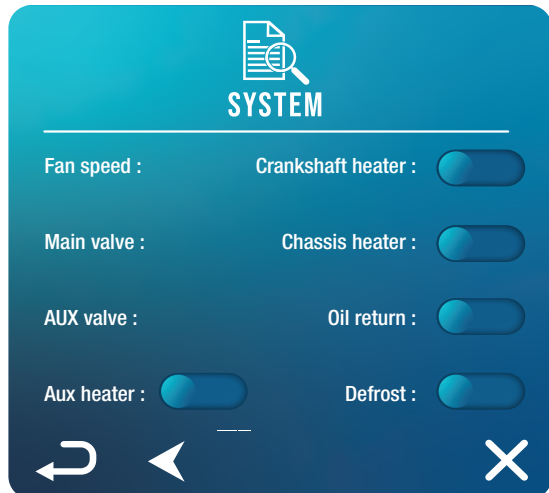 SYSTEM
Fan speed :
Crankshaft heater :
Main valve :
Chassis heater :
AUX valve :
Oil return :
Aux heater :
Defrost :